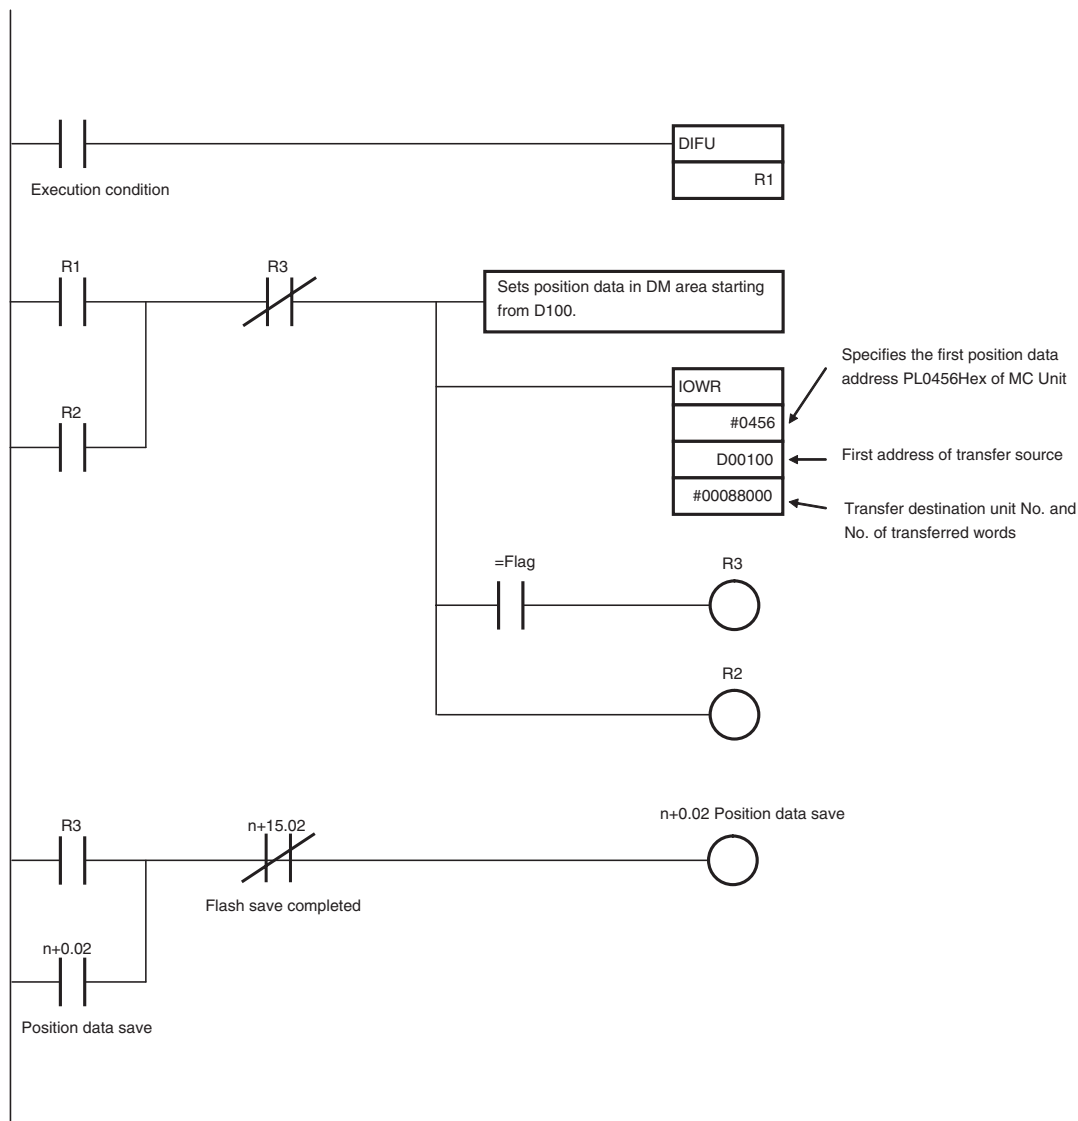 DIFU
R1
Execution condition
R1
R3
Sets position data in DM area starting
from D100.
R2
IOWR
#0456
D00100
#00088000
Specifies the first position data
address PL0456Hex of MC Unit
First address of transfer source
Transfer destination unit No. and
No. of transferred words
=Flag
R3
R2
n+0.02 Position data save
R3
n+15.02
Flash save completed
n+0.02
Position data save